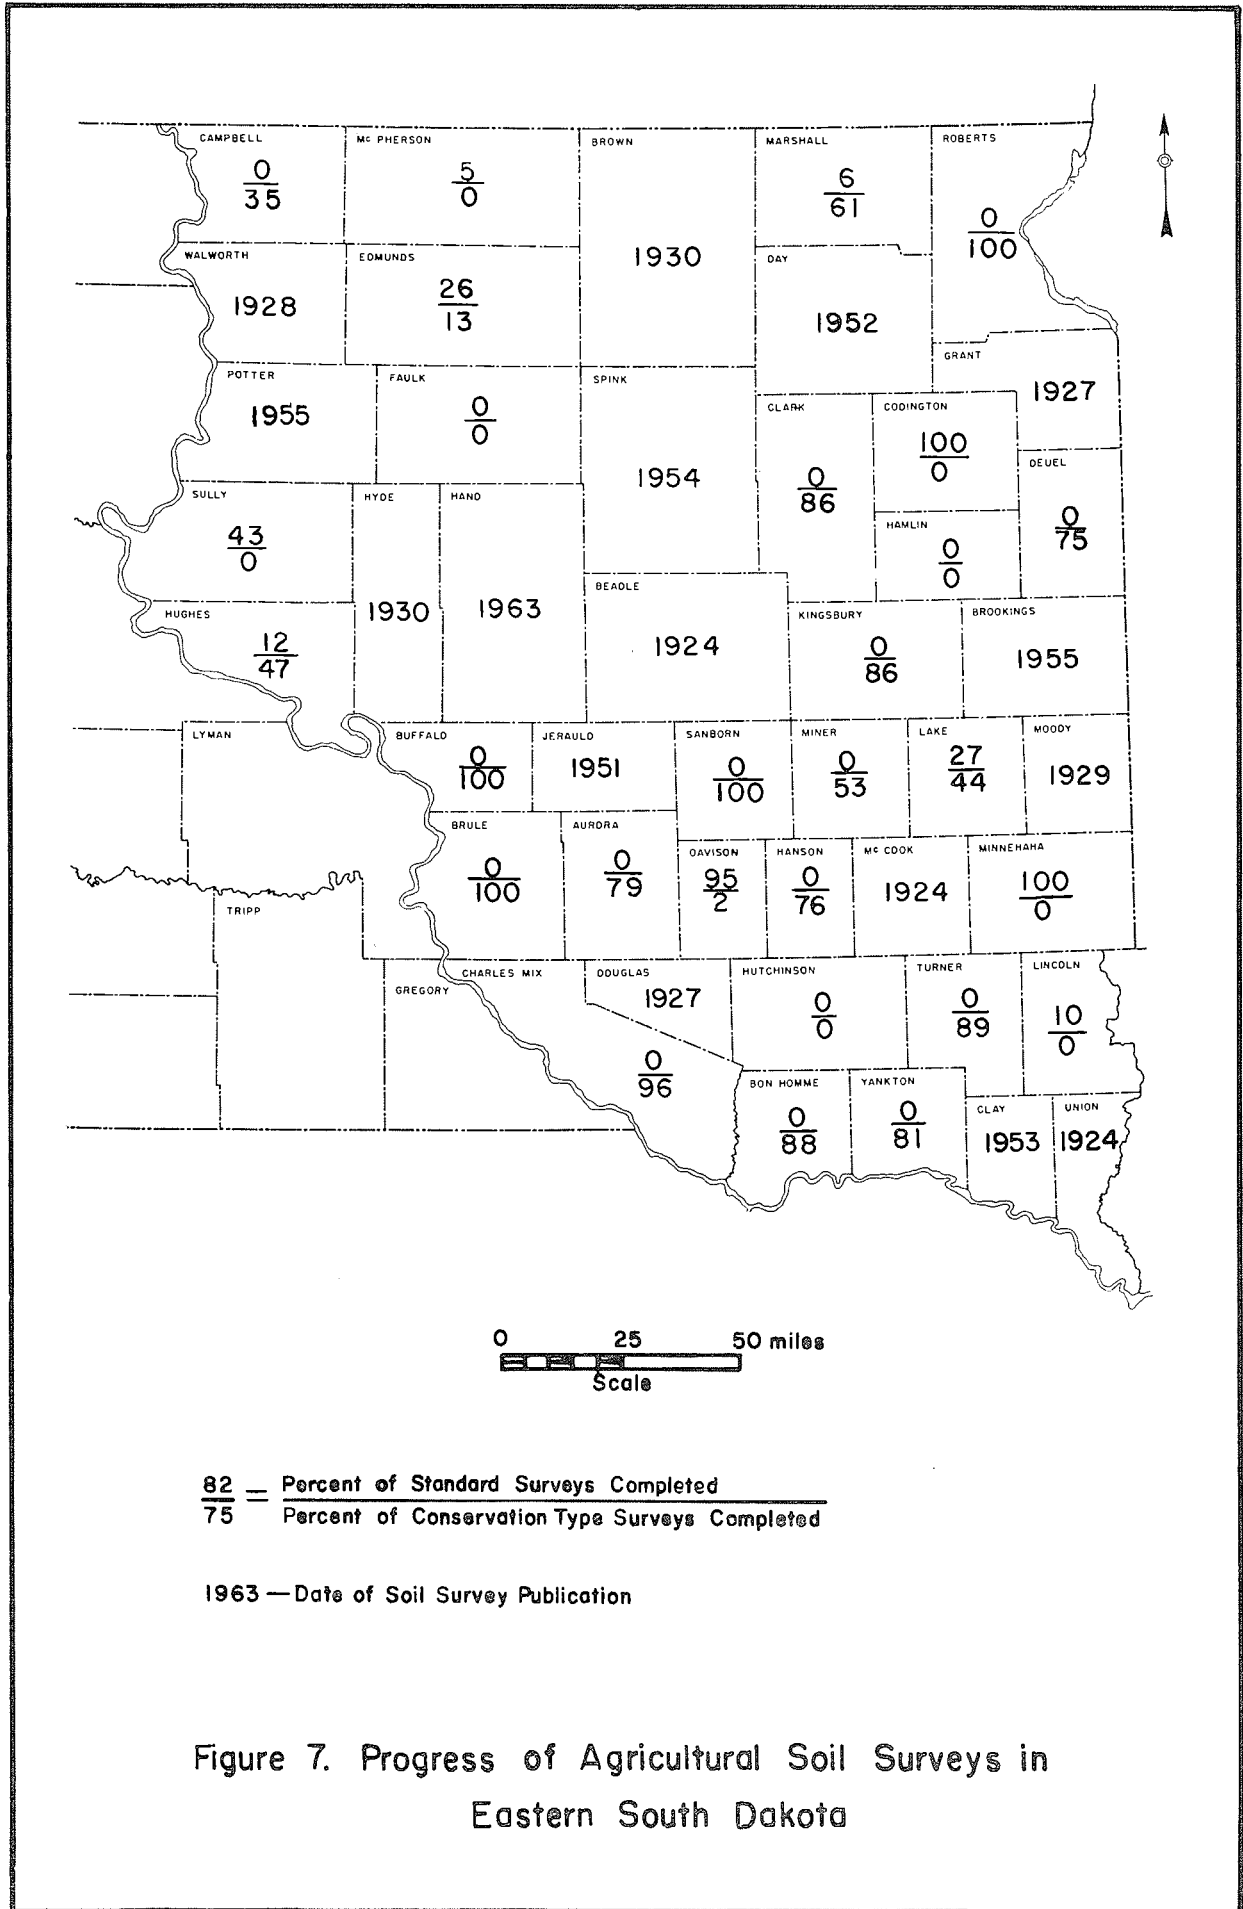 CAMPBELL
0
35
Mc PHERSON
5
0
BROWN
1930
MARSHALL
6
61
ROBERTS
0
100
WALWORTH
1928
EDMUNDS
26
13
DAY
1952
GRANT
1927
POTTER
1955
FAULK
0
0
SPINK
1954
CLARK
0
86
CODINGTON
100
0
DEUEL
0
75
SULLY
43
0
HYDE
1930
HAND
1963
HAMLIN
0
0
BEADLE
1924
HUGHES
12
47
KINGSBURY
0
86
BROOKINGS
1955
LYMAN
BUFFALO
0
100
JERAULD
1951
SANBORN
0
100
MINER
0
53
LAKE
27
44
MOODY
1929
BRULE
0
100
AURORA
0
79
DAVISON
95
2
HANSON
0
76
Mc COOK
1924
MINNEHAHA
100
0
TRIPP
GREGORY
CHARLES MIX
0
96
DOUGLAS
1927
HUTCHINSON
0
0
TURNER
0
89
LINCOLN
10
0
BON HOMME
0
88
YANKTON
0
81
CLAY
1953
UNION
1924
0 25 50 miles
Scale
82 = Percent of Standard Surveys Completed
75 Percent of Conservation Type Surveys Completed
1963 — Date of Soil Survey Publication
Figure 7. Progress of Agricultural Soil Surveys in
Eastern South Dakota